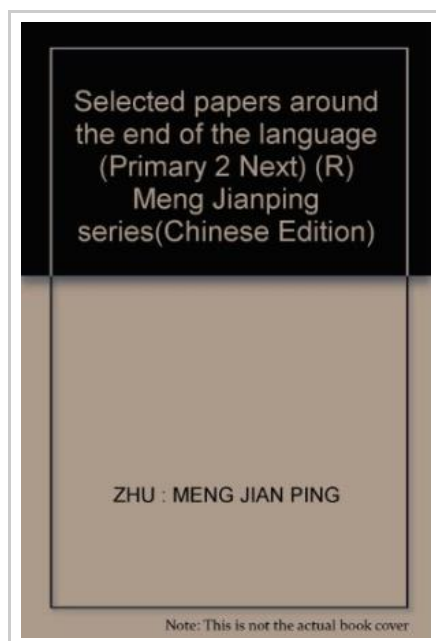 Selected papers around
the end of the language
(Primary 2 Next) (R)
Meng Jianping
series(Chinese Edition)
ZHU : MENG JIAN PING
Note: This is not the actual book cover